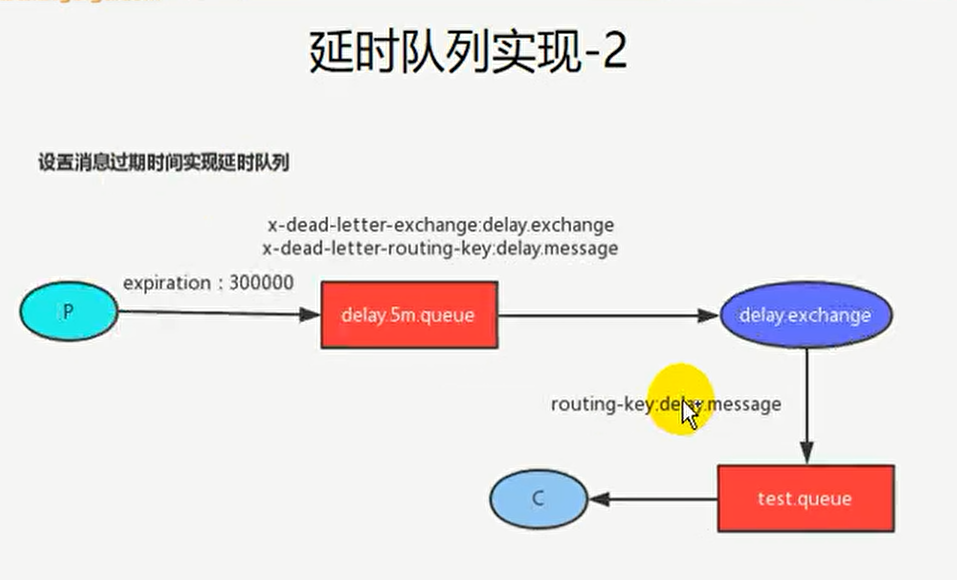 延时队列实现-2
设置消息过期时间实现延时队列
x-dead-letter-exchange:delay.exchange
x-dead-letter-routing-key:delay.message
expiration：300000
P
delay.5m.queue
delay.exchange
routing-key:delay.message
C
test.queue